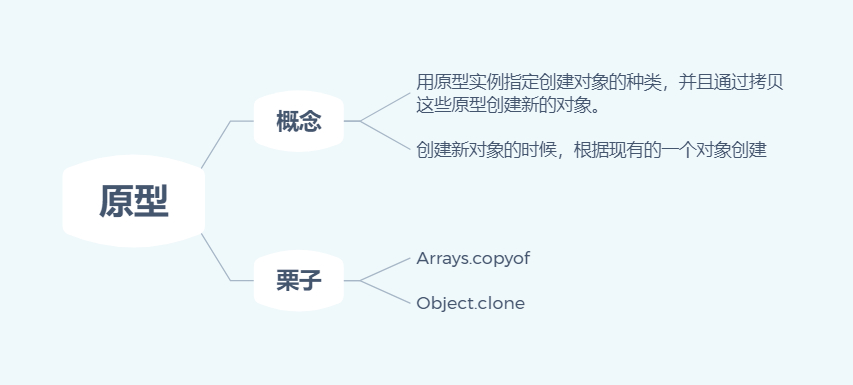 原型
概念
用原型实例指定创建对象的种类，并且通过拷贝
这些原型创建新的对象。
创建新对象的时候，根据现有的一个对象创建
栗子
Arrays.copyof
Object.clone